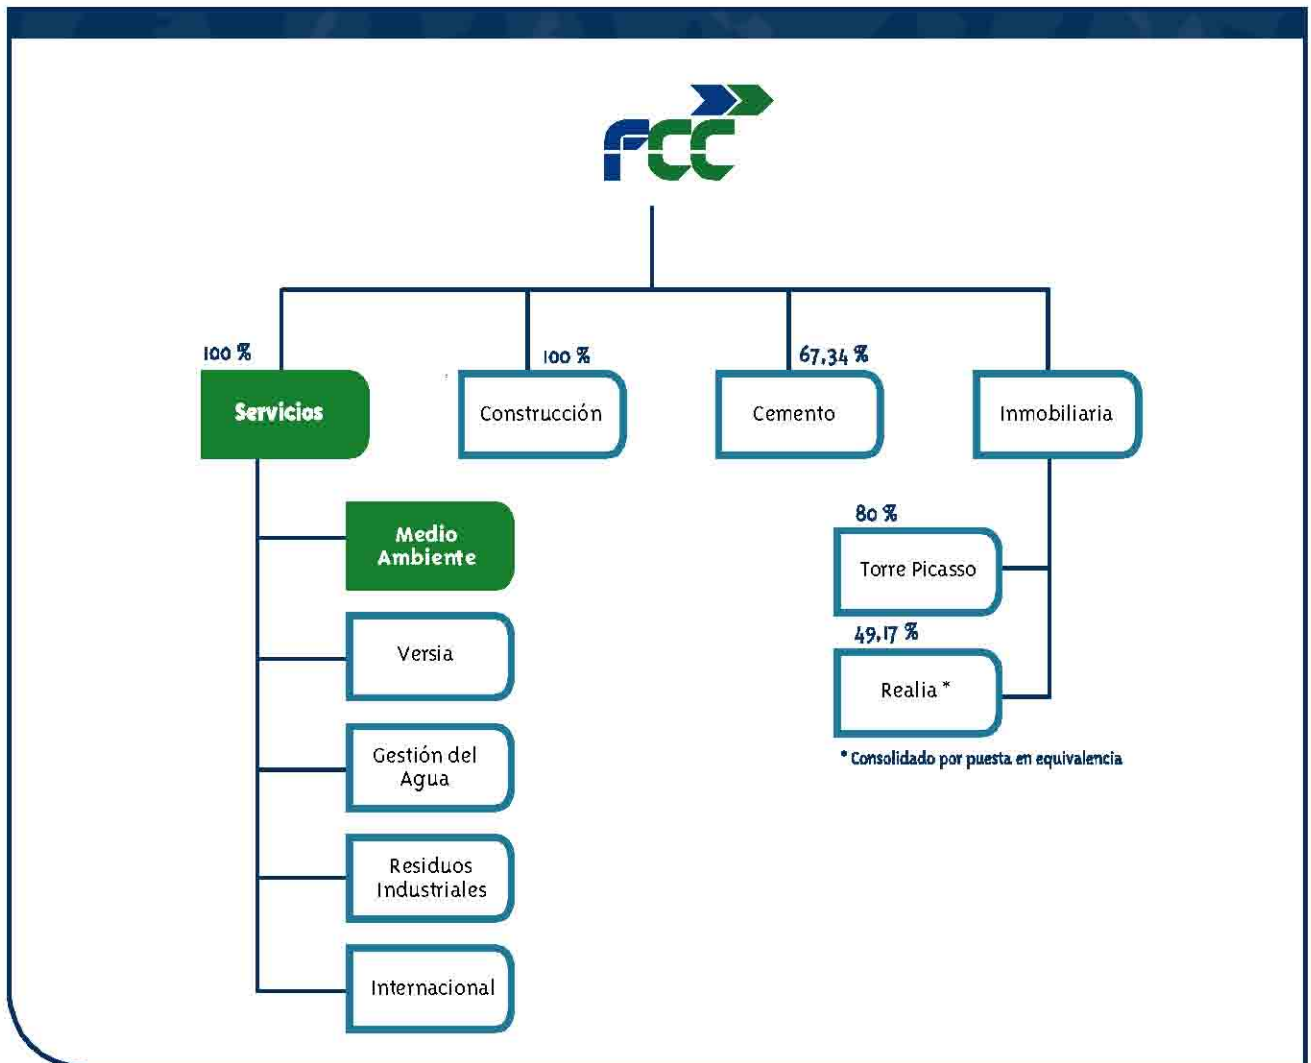 FCC
100 %
100 %
67,34 %
Servicios
Construcción
Cemento
Inmobiliaria
Medio
Ambiente
Versia
Gestión del
Agua
Residuos
Industriales
Internacional
80 %
Torre Picasso
49,17 %
Realia *
* Consolidado por puesta en equivalencia